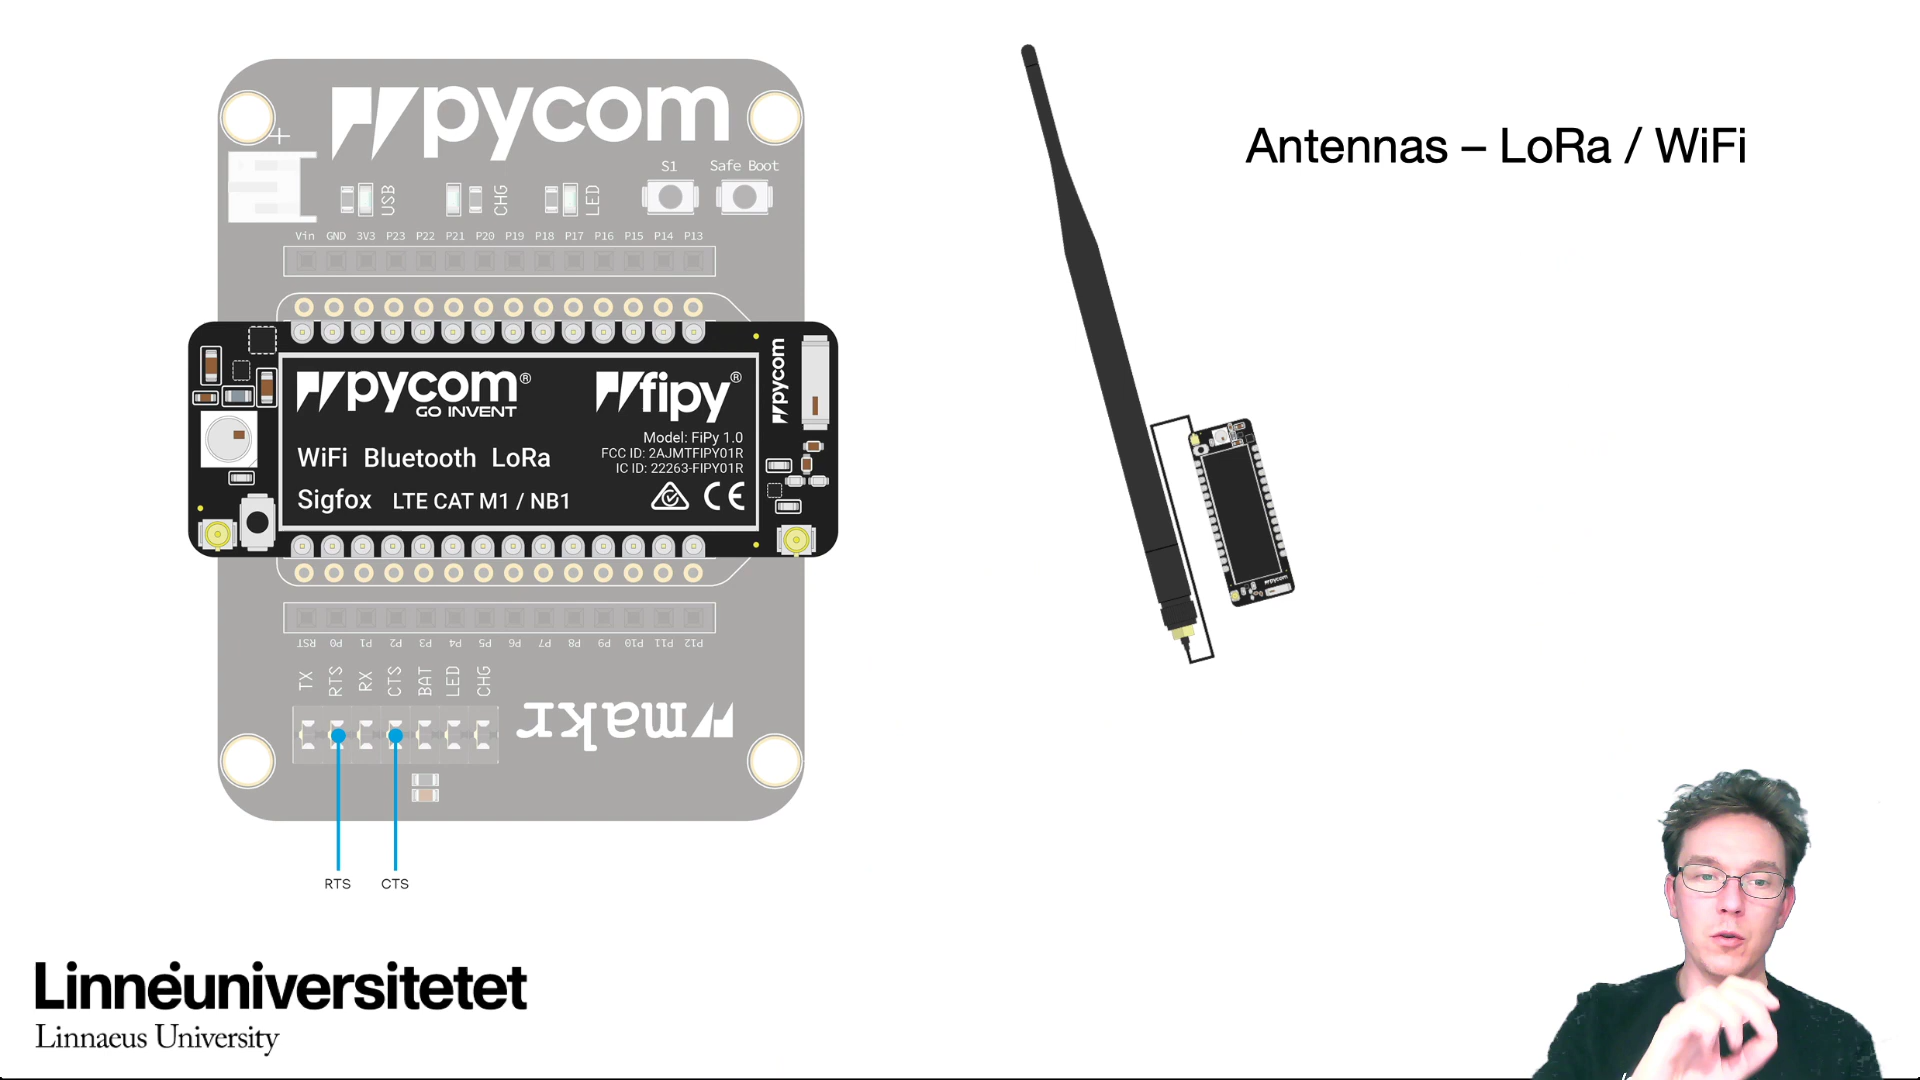 pycom
Antennas – LoRa / WiFi
S1 Safe Boot
USB CHG LED
Vin GND 3V3 P23 P22 P21 P20 P19 P18 P17 P16 P15 P14 P13
pycom® fipy® pycom
GO INVENT
Model: FiPy 1.0
FCC ID: 2AJMTFIPY01R
WiFi Bluetooth LoRa
IC ID: 22263-FIPY01R
Sigfox LTE CAT M1 / NB1 CE
pycom
RST P0 P1 P2 P3 P4 P5 P6 P7 P8 P9 P10 P11 P12
TX RTS RX CTS BAT LED CHG
makr
RTS CTS
Linnéuniversitetet
Linnaeus University